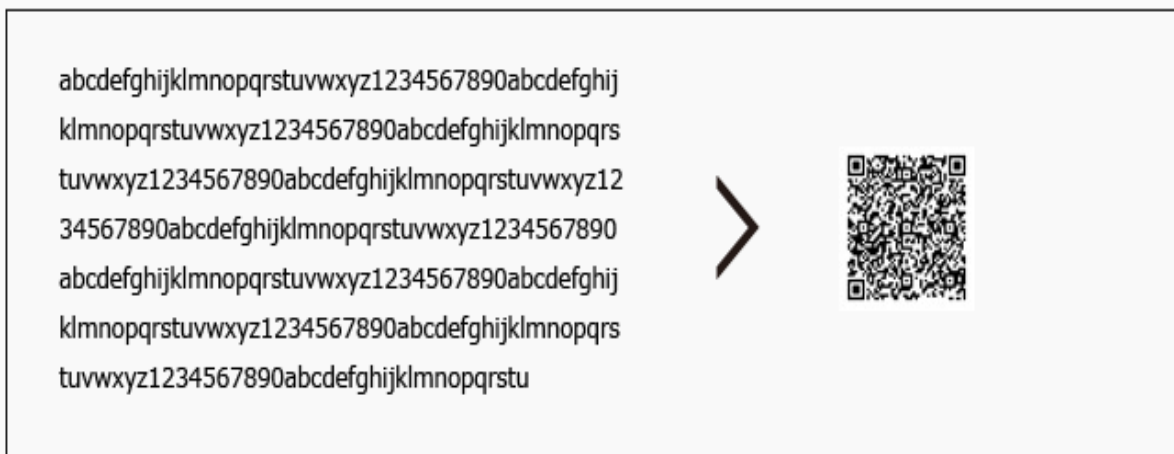 abcdefghijklmnopqrstuvwxyz1234567890abcdefghij
klmnopqrstuvwxyz1234567890abcdefghijklmnopqrs
tuvwxyz1234567890abcdefghijklmnopqrstuvwxyz12
34567890abcdefghijklmnopqrstuvwxyz1234567890
abcdefghijklmnopqrstuvwxyz1234567890abcdefghij
klmnopqrstuvwxyz1234567890abcdefghijklmnopqrs
tuvwxyz1234567890abcdefghijklmnopqrstu